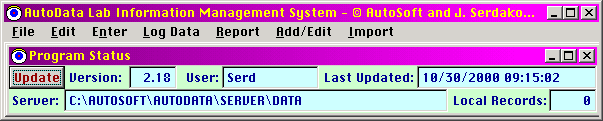 AutoData Lab Information Management System - © AutoSoft and J. Serdako...
File Edit Enter Log Data Report Add/Edit Import
Program Status
Update Version: 2.18 User: Serd Last Updated: 10/30/2000 09:15:02
Server: C:\AUTOSOFT\AUTODATA\SERVER\DATA Local Records: 0